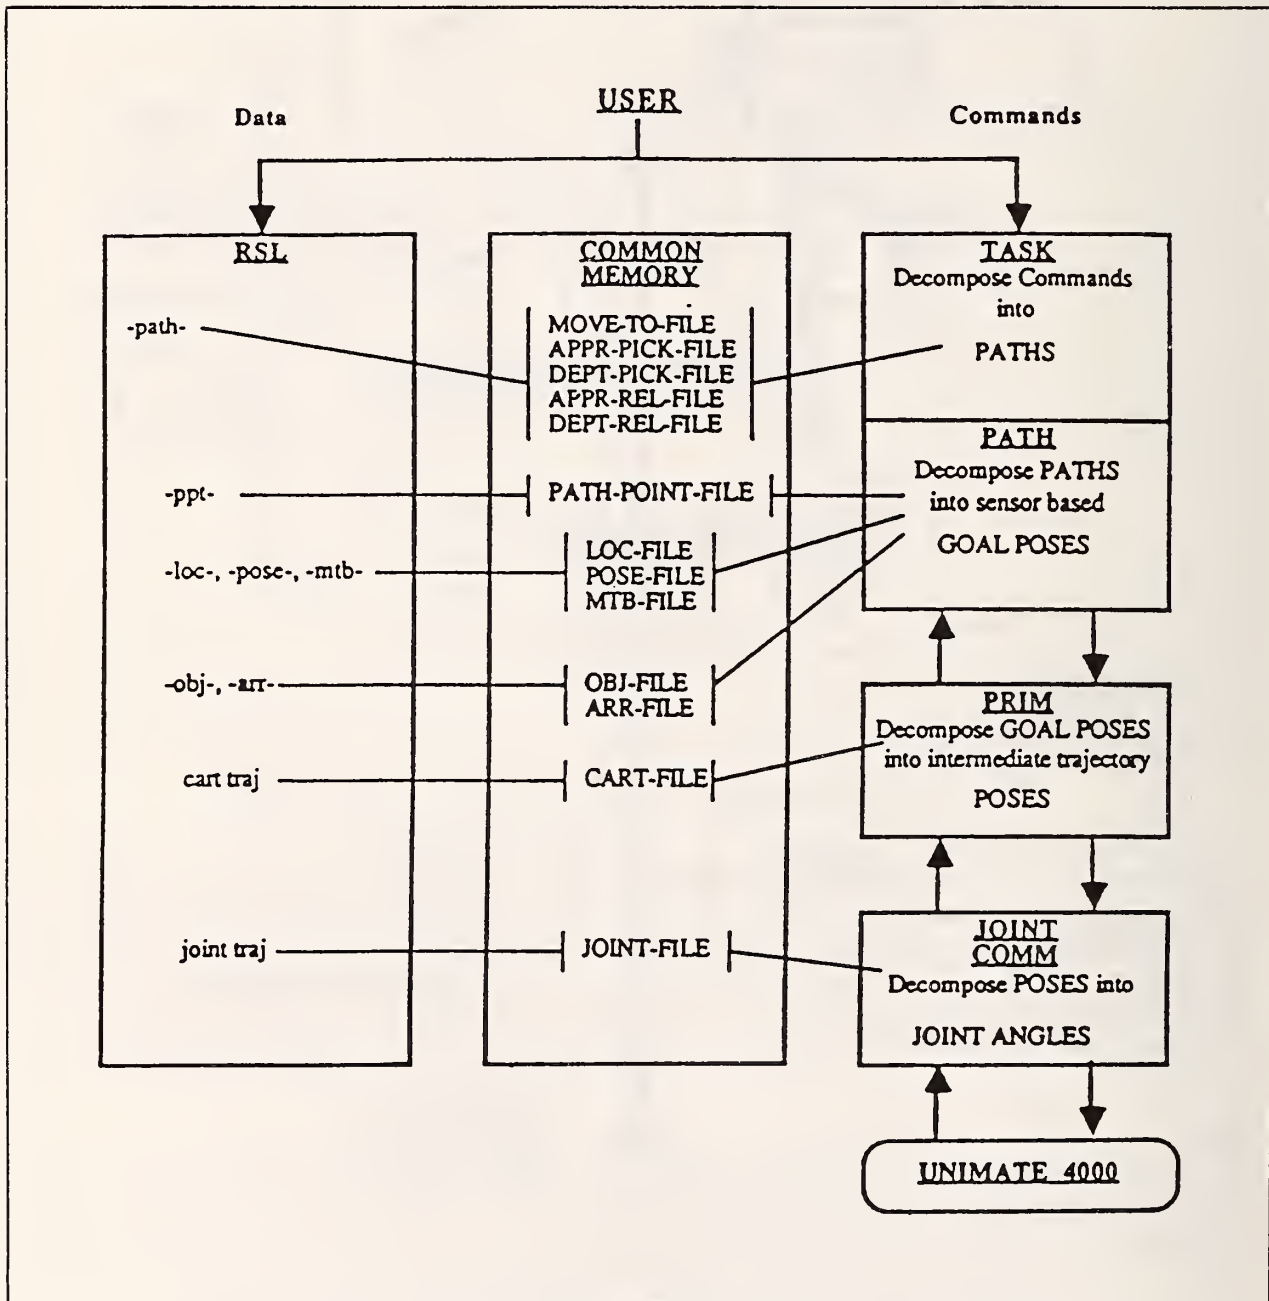 USER
Data
Commands
RSL
-path-
-ppt-
-loc-, -pose-, -mtb-
-obj-, -arr-
cart traj
joint traj
COMMON
MEMORY
MOVE-TO-FILE
APPR-PICK-FILE
DEPT-PICK-FILE
APPR-REL-FILE
DEPT-REL-FILE
PATH-POINT-FILE
LOC-FILE
POSE-FILE
MTB-FILE
OBJ-FILE
ARR-FILE
CART-FILE
JOINT-FILE
TASK
Decompose Commands
into
PATHS
PATH
Decompose PATHS
into sensor based
GOAL POSES
PRIM
Decompose GOAL POSES
into intermediate trajectory
POSES
JOINT
COMM
Decompose POSES into
JOINT ANGLES
UNIMATE 4000